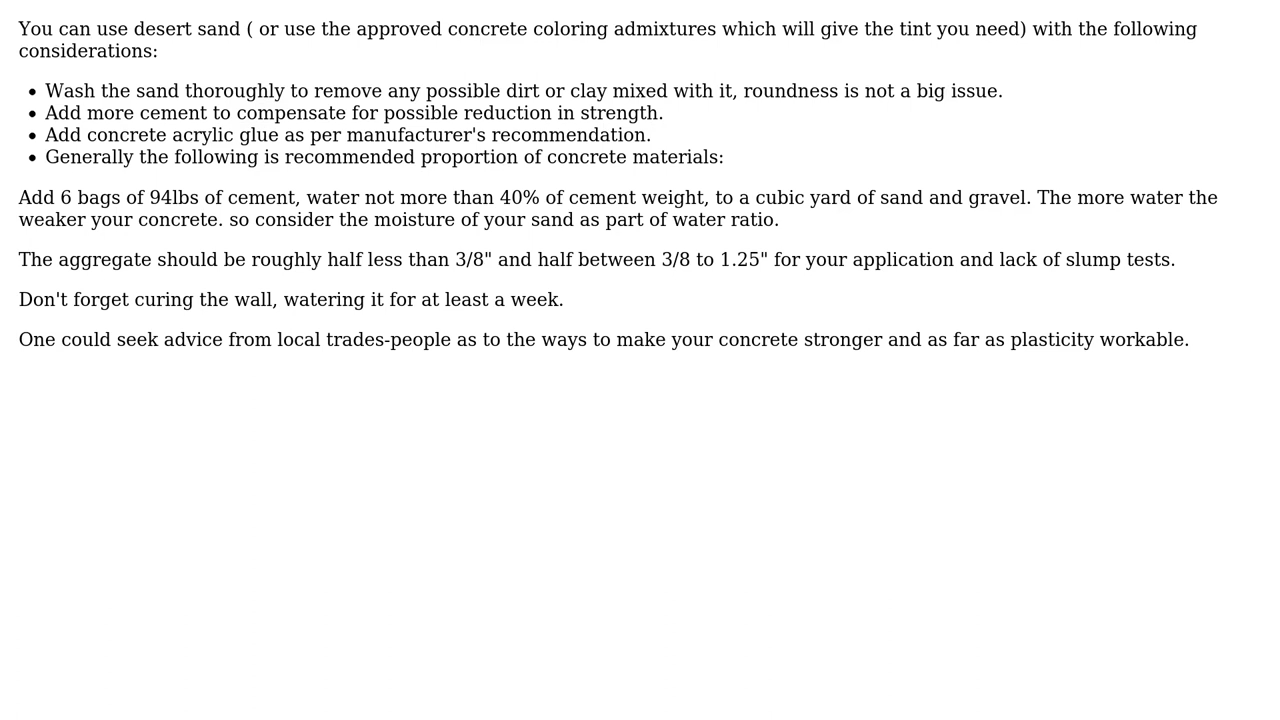 You can use desert sand ( or use the approved concrete coloring admixtures which will give the tint you need) with the following
considerations:
• Wash the sand thoroughly to remove any possible dirt or clay mixed with it, roundness is not a big issue.
• Add more cement to compensate for possible reduction in strength.
• Add concrete acrylic glue as per manufacturer's recommendation.
• Generally the following is recommended proportion of concrete materials:
Add 6 bags of 94lbs of cement, water not more than 40% of cement weight, to a cubic yard of sand and gravel. The more water the
weaker your concrete. so consider the moisture of your sand as part of water ratio.
The aggregate should be roughly half less than 3/8" and half between 3/8 to 1.25" for your application and lack of slump tests.
Don't forget curing the wall, watering it for at least a week.
One could seek advice from local trades-people as to the ways to make your concrete stronger and as far as plasticity workable.